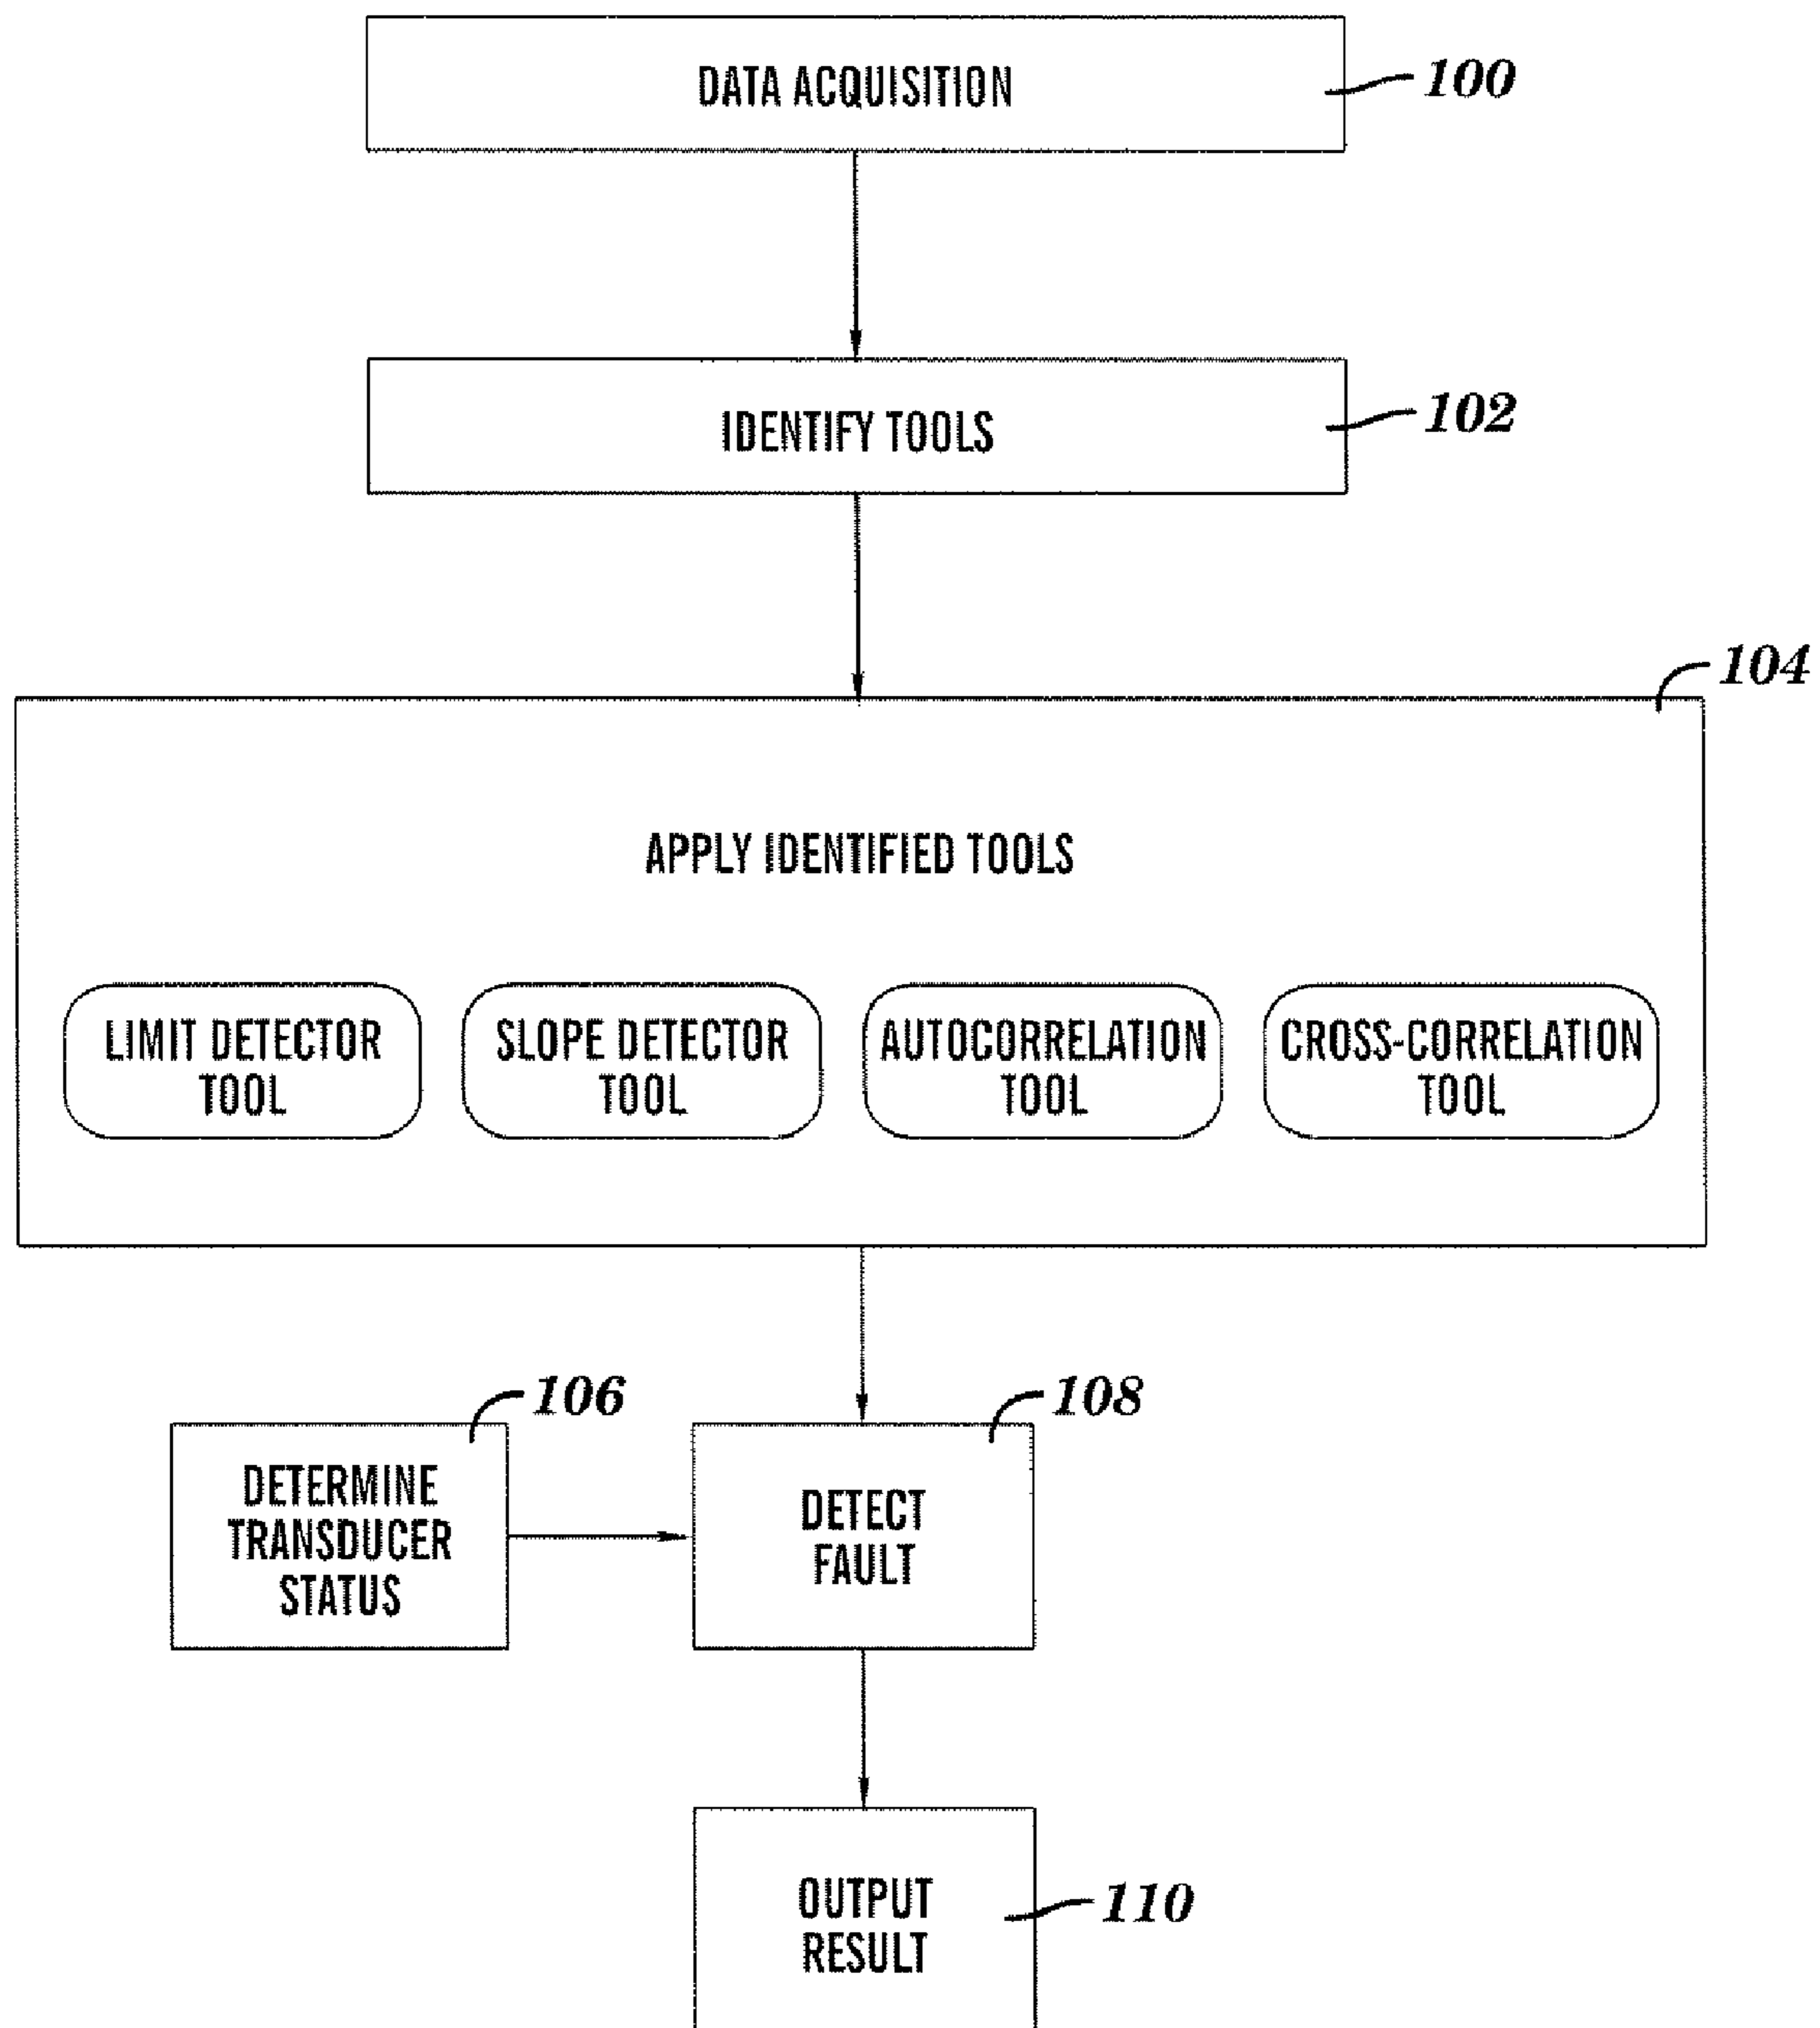 DATA ACQUISITION
100
IDENTIFY TOOLS
102
104
APPLY IDENTIFIED TOOLS
LIMIT DETECTOR
TOOL
SLOPE DETECTOR
TOOL
AUTOCORRELATION
TOOL
CROSS-CORRELATION
TOOL
106
DETERMINE
TRANSDUCER
STATUS
108
DETECT
FAULT
OUTPUT
RESULT
110